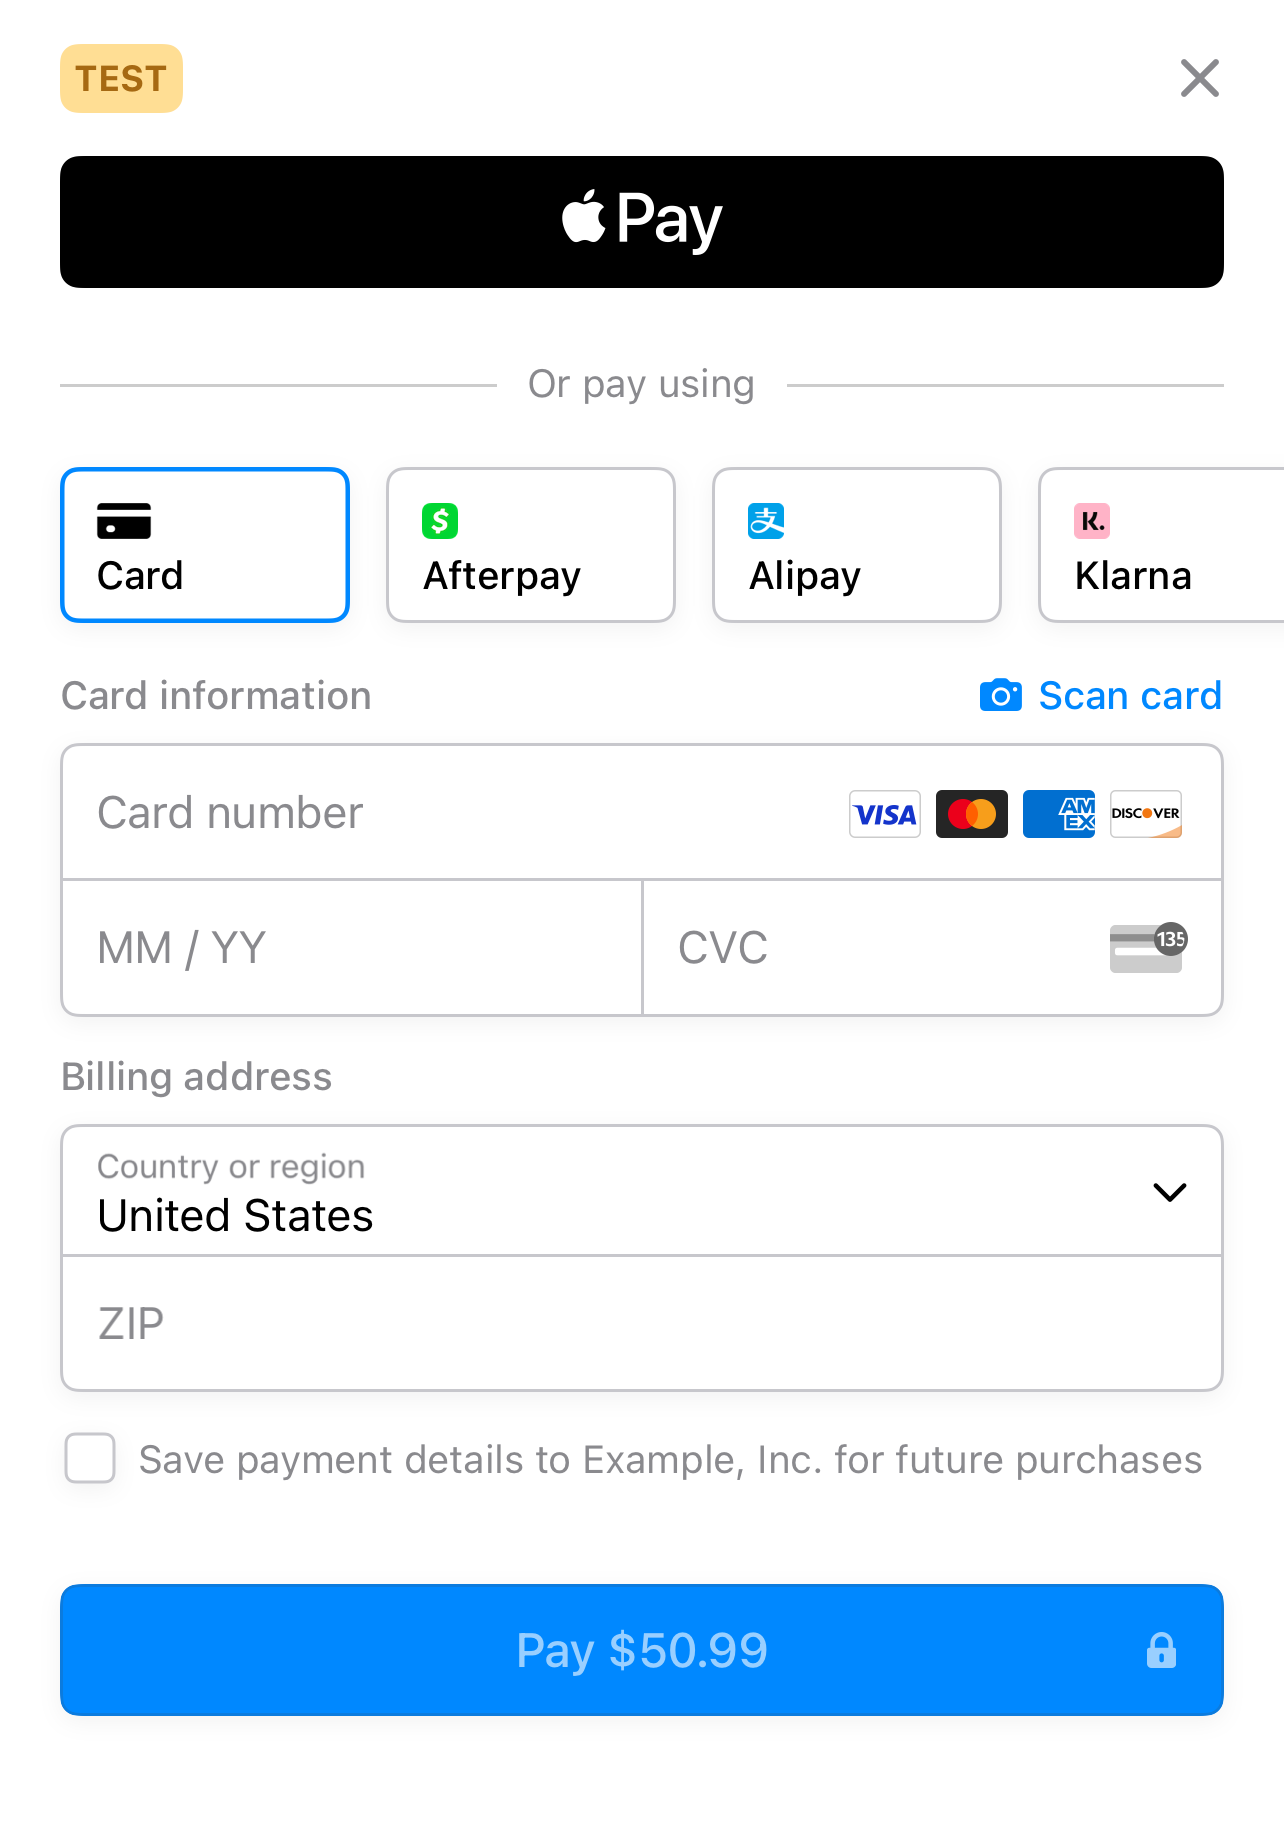 TEST
Pay
Or pay using
$ 支 K.
Card Afterpay Alipay Klarna
Card information Scan card
Card number VISA AM EX DISCOVER
MM / YY CVC 135
Billing address
Country or region
United States
ZIP
Save payment details to Example, Inc. for future purchases
Pay $50.99